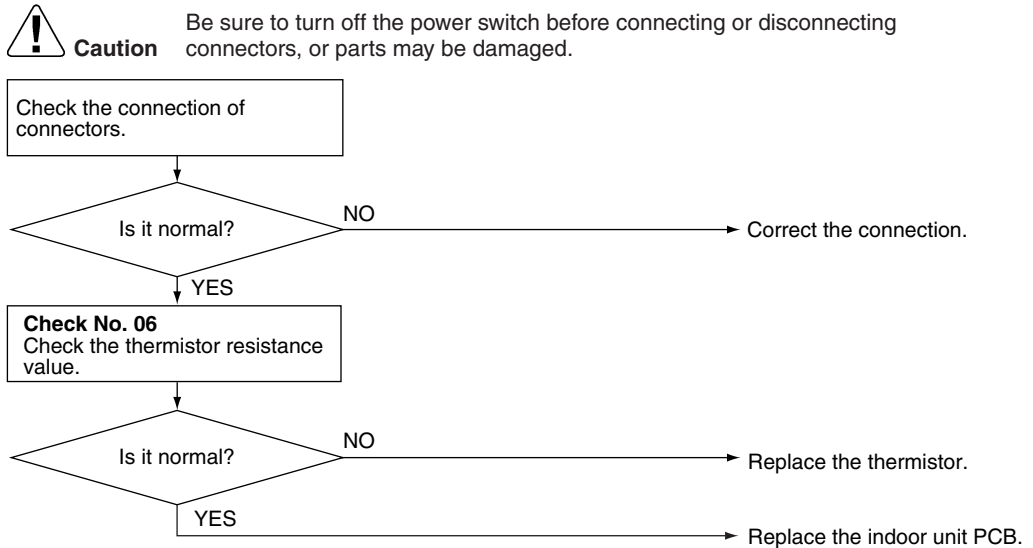 Be sure to turn off the power switch before connecting or disconnecting
Caution connectors, or parts may be damaged.
Check the connection of
connectors.
Is it normal?
NO
Correct the connection.
YES
Check No. 06
Check the thermistor resistance
value.
Is it normal?
NO
Replace the thermistor.
YES
Replace the indoor unit PCB.